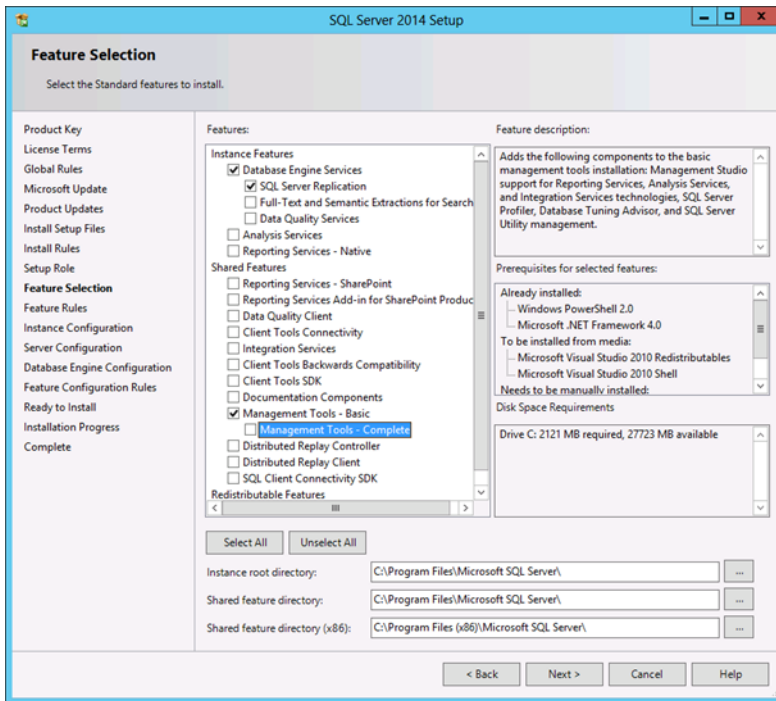 SQL Server 2014 Setup
Feature Selection
Select the Standard features to install.
Product Key
License Terms
Global Rules
Microsoft Update
Product Updates
Install Setup Files
Install Rules
Setup Role
Feature Selection
Feature Rules
Instance Configuration
Server Configuration
Database Engine Configuration
Feature Configuration Rules
Ready to Install
Installation Progress
Complete
Features:
Instance Features
Database Engine Services
SQL Server Replication
Full-Text and Semantic Extractions for Search
Data Quality Services
Analysis Services
Reporting Services - Native
Shared Features
Reporting Services - SharePoint
Reporting Services Add-in for SharePoint Produc
Data Quality Client
Client Tools Connectivity
Integration Services
Client Tools Backwards Compatibility
Client Tools SDK
Documentation Components
Management Tools - Basic
Management Tools - Complete
Distributed Replay Controller
Distributed Replay Client
SQL Client Connectivity SDK
Redistributable Features
Feature description:
Adds the following components to the basic
management tools installation: Management Studio
support for Reporting Services, Analysis Services,
and Integration Services technologies, SQL Server
Profiler, Database Tuning Advisor, and SQL Server
Utility management.
Prerequisites for selected features:
Already installed:
Windows PowerShell 2.0
Microsoft .NET Framework 4.0
To be installed from media:
Microsoft Visual Studio 2010 Redistributables
Microsoft Visual Studio 2010 Shell
Needs to be manually installed:
Disk Space Requirements
Drive C: 2121 MB required, 27723 MB available
Select All
Unselect All
Instance root directory:
C:\Program Files\Microsoft SQL Server\
...
Shared feature directory:
C:\Program Files\Microsoft SQL Server\
...
Shared feature directory (x86):
C:\Program Files (x86)\Microsoft SQL Server\
...
< Back
Next >
Cancel
Help